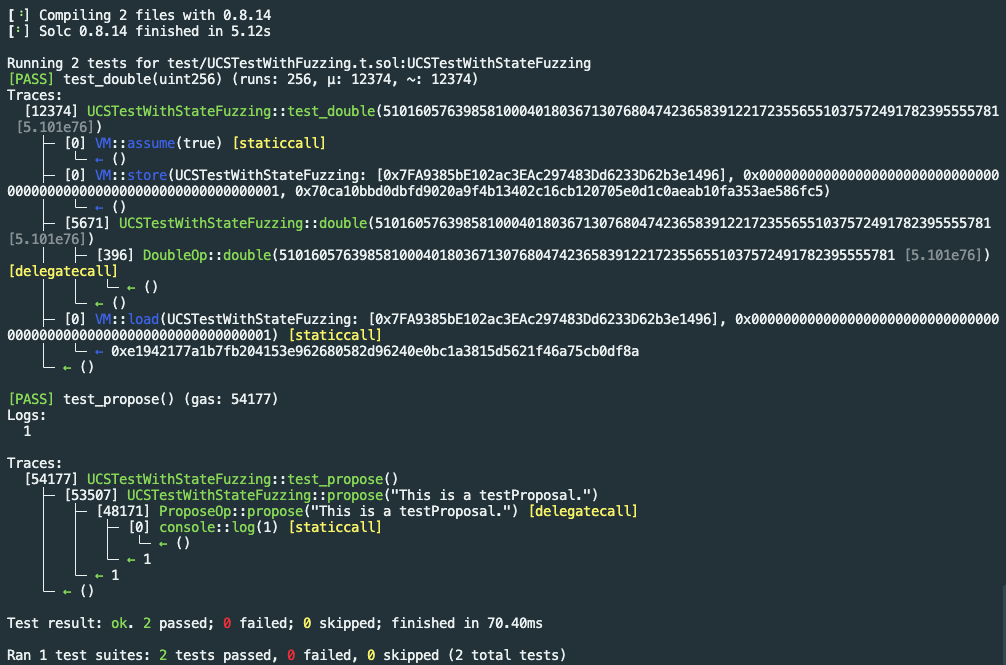 [⠃] Compiling 2 files with 0.8.14
[⠃] Solc 0.8.14 finished in 5.12s
Running 2 tests for test/UCSTestWithFuzzing.t.sol:UCSTestWithStateFuzzing
[PASS] test_double(uint256) (runs: 256, μ: 12374, ~: 12374)
Traces:
[12374] UCSTestWithStateFuzzing::test_double(51016057639858100040180367130768047423658391221723556551037572491782395555781
[5.101e76])
├─ [0] VM::assume(true) [staticcall]
│ └─ ← ()
├─ [0] VM::store(UCSTestWithStateFuzzing: [0x7FA9385bE102ac3EAc297483Dd6233D62b3e1496], 0x0000000000000000000000000000000
000000000000000000000000000000001, 0x70ca10bbd0dbfd9020a9f4b13402c16cb120705e0d1c0aeab10fa353ae586fc5)
│ └─ ← ()
├─ [5671] UCSTestWithStateFuzzing::double(51016057639858100040180367130768047423658391221723556551037572491782395555781
[5.101e76])
│ ├─ [396] DoubleOp::double(51016057639858100040180367130768047423658391221723556551037572491782395555781 [5.101e76])
[delegatecall]
│ │ └─ ← ()
│ └─ ← ()
├─ [0] VM::load(UCSTestWithStateFuzzing: [0x7FA9385bE102ac3EAc297483Dd6233D62b3e1496], 0x0000000000000000000000000000000
000000000000000000000000000000001) [staticcall]
│ └─ ← 0xe1942177a1b7fb204153e962680582d96240e0bc1a3815d5621f46a75cb0df8a
└─ ← ()
[PASS] test_propose() (gas: 54177)
Logs:
1
Traces:
[54177] UCSTestWithStateFuzzing::test_propose()
├─ [53507] UCSTestWithStateFuzzing::propose("This is a testProposal.")
│ ├─ [48171] ProposeOp::propose("This is a testProposal.") [delegatecall]
│ │ ├─ [0] console::log(1) [staticcall]
│ │ │ └─ ← ()
│ │ └─ ← 1
│ └─ ← 1
└─ ← ()
Test result: ok. 2 passed; 0 failed; 0 skipped; finished in 70.40ms
Ran 1 test suites: 2 tests passed, 0 failed, 0 skipped (2 total tests)